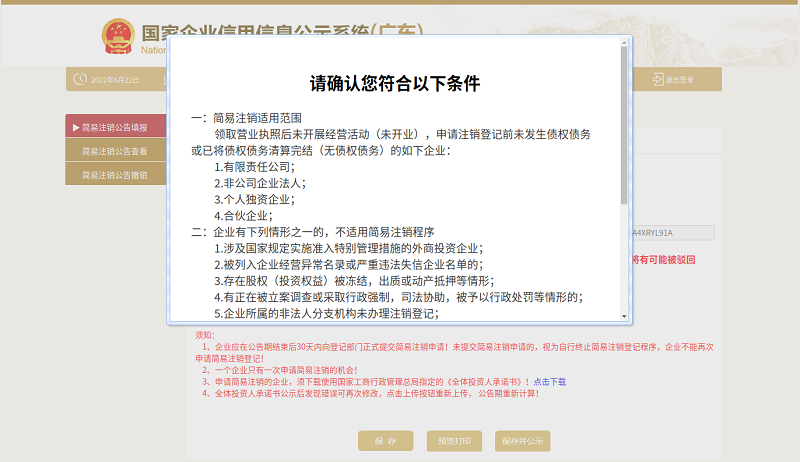 国家企业信用信息公示系统(广东)
Nation
2022年6月22日
退出登录
简易注销公告填报
简易注销公告查看
简易注销公告撤销
请确认您符合以下条件
一：简易注销适用范围
领取营业执照后未开展经营活动（未开业），申请注销登记前未发生债权债务
或已将债权债务清算完结（无债权债务）的如下企业：
1.有限责任公司；
2.非公司企业法人；
3.个人独资企业；
4.合伙企业；
二：企业有下列情形之一的，不适用简易注销程序
1.涉及国家规定实施准入特别管理措施的外商投资企业；
2.被列入企业经营异常名录或严重违法失信企业名单的；
3.存在股权（投资权益）被冻结，出质或动产抵押等情形；
4.有正在被立案调查或采取行政强制，司法协助，被予以行政处罚等情形的；
5.企业所属的非法人分支机构未办理注销登记；
A4XRYL91A
将有可能被驳回
须知：
1、企业应在公告期结束后30天内向登记部门正式提交简易注销申请！未提交简易注销申请的，视为自行终止简易注销登记程序，企业不能再次
申请简易注销登记！
2、一个企业只有一次申请简易注销的机会！
3、申请简易注销的企业，须下载使用国家工商行政管理总局指定的《全体投资人承诺书》！点击下载
4、全体投资人承诺书公示后发现错误可再次修改，点击上传按钮重新上传，公告期重新计算！
保 存
预览打印
保存并公示